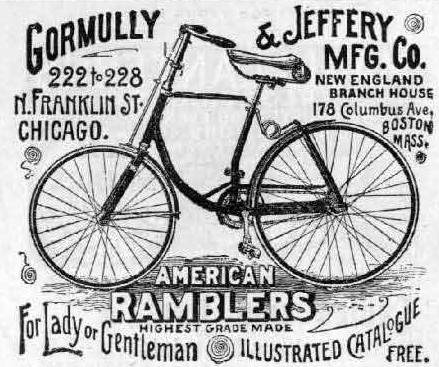 GORMULLY & JEFFERY
MFG. CO.
222 to 228
N. FRANKLIN ST.
CHICAGO.
NEW ENGLAND
BRANCH HOUSE
178 Columbus Ave,
BOSTON
MASS.
AMERICAN
RAMBLERS
HIGHEST GRADE MADE
For Lady or Gentleman
ILLUSTRATED CATALOGUE
FREE.